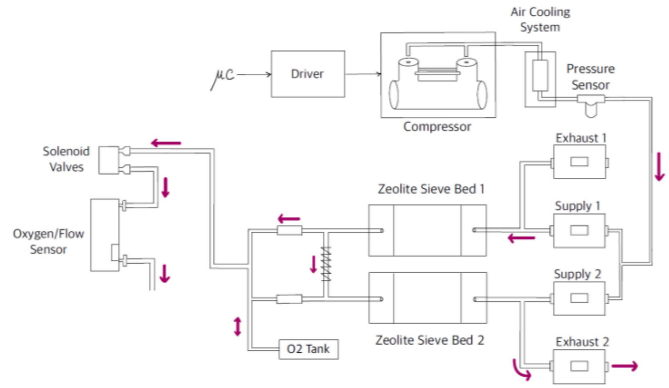 Air Cooling
System
μC
Driver
Pressure
Sensor
Compressor
Exhaust 1
Solenoid
Valves
Zeolite Sieve Bed 1
Supply 1
Oxygen/Flow
Sensor
Supply 2
O2 Tank
Zeolite Sieve Bed 2
Exhaust 2